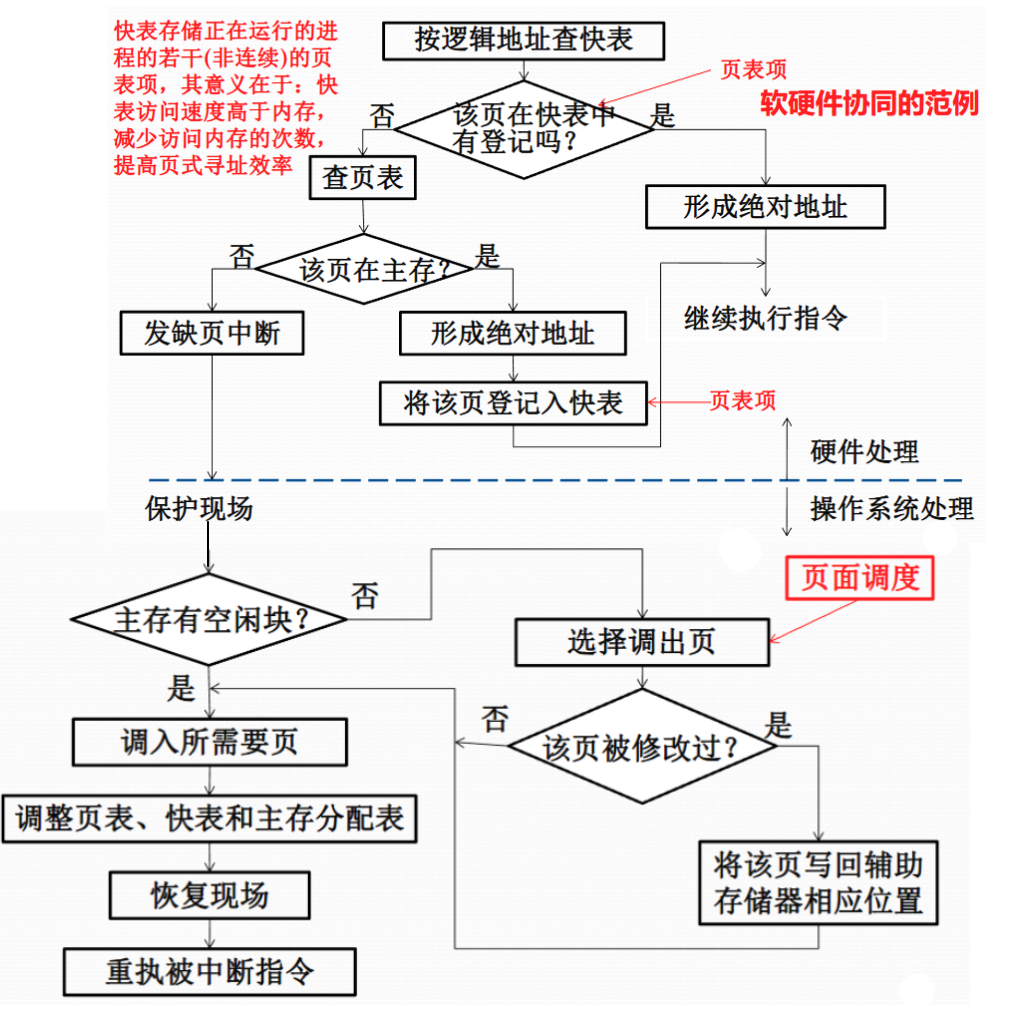 快表存储正在运行的进
程的若干(非连续)的页
表项，其意义在于：快
表访问速度高于内存，
减少访问内存的次数，
提高页式寻址效率
按逻辑地址查快表
页表项
软硬件协同的范例
否
该页在快表中
有登记吗？
是
查页表
形成绝对地址
否
该页在主存？
是
继续执行指令
发缺页中断
形成绝对地址
将该页登记入快表
页表项
硬件处理
保护现场
操作系统处理
页面调度
主存有空闲块？
否
选择调出页
是
否
该页被修改过？
是
调入所需要页
调整页表、快表和主存分配表
将该页写回辅助
存储器相应位置
恢复现场
重执被中断指令